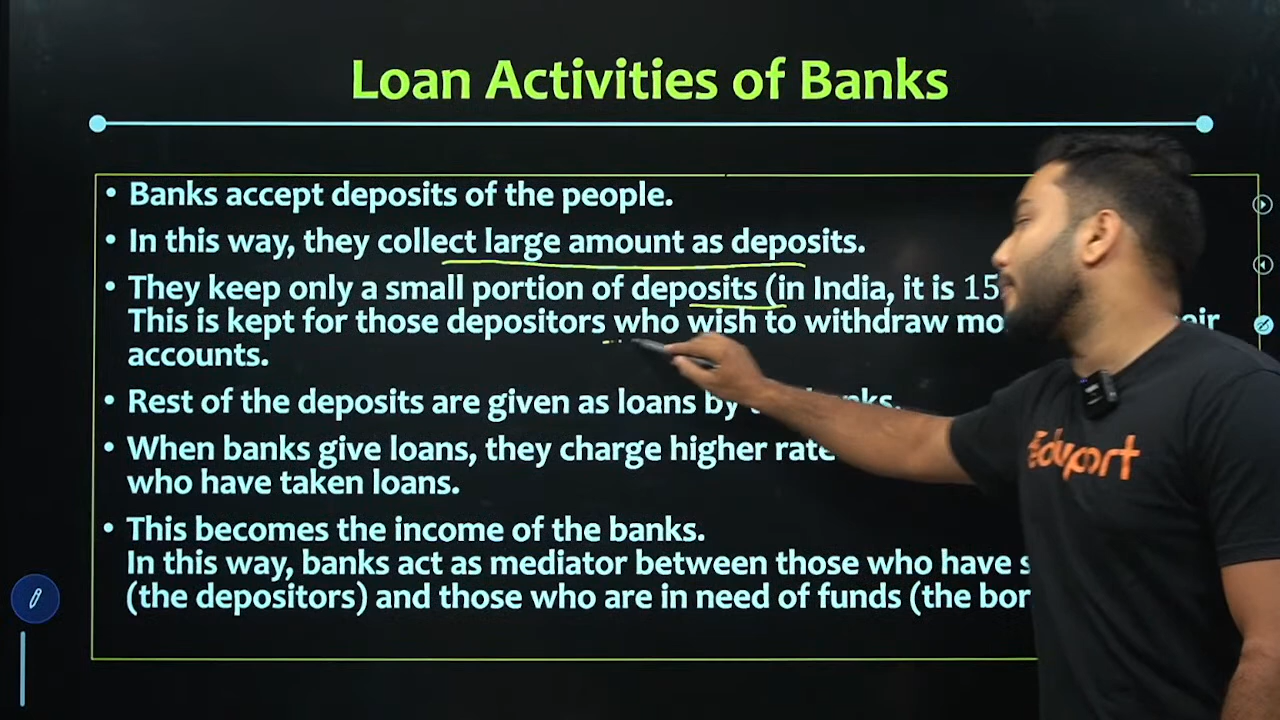 Loan Activities of Banks
• Banks accept deposits of the people.
• In this way, they collect large amount as deposits.
• They keep only a small portion of deposits (in India, it is 15
This is kept for those depositors who wish to withdraw
accounts.
• Rest of the deposits are given as loans by
• When banks give loans, they charge higher rate
who have taken loans.
• This becomes the income of the banks.
In this way, banks act as mediator between those who have
(the depositors) and those who are in need of funds (the
Eduport